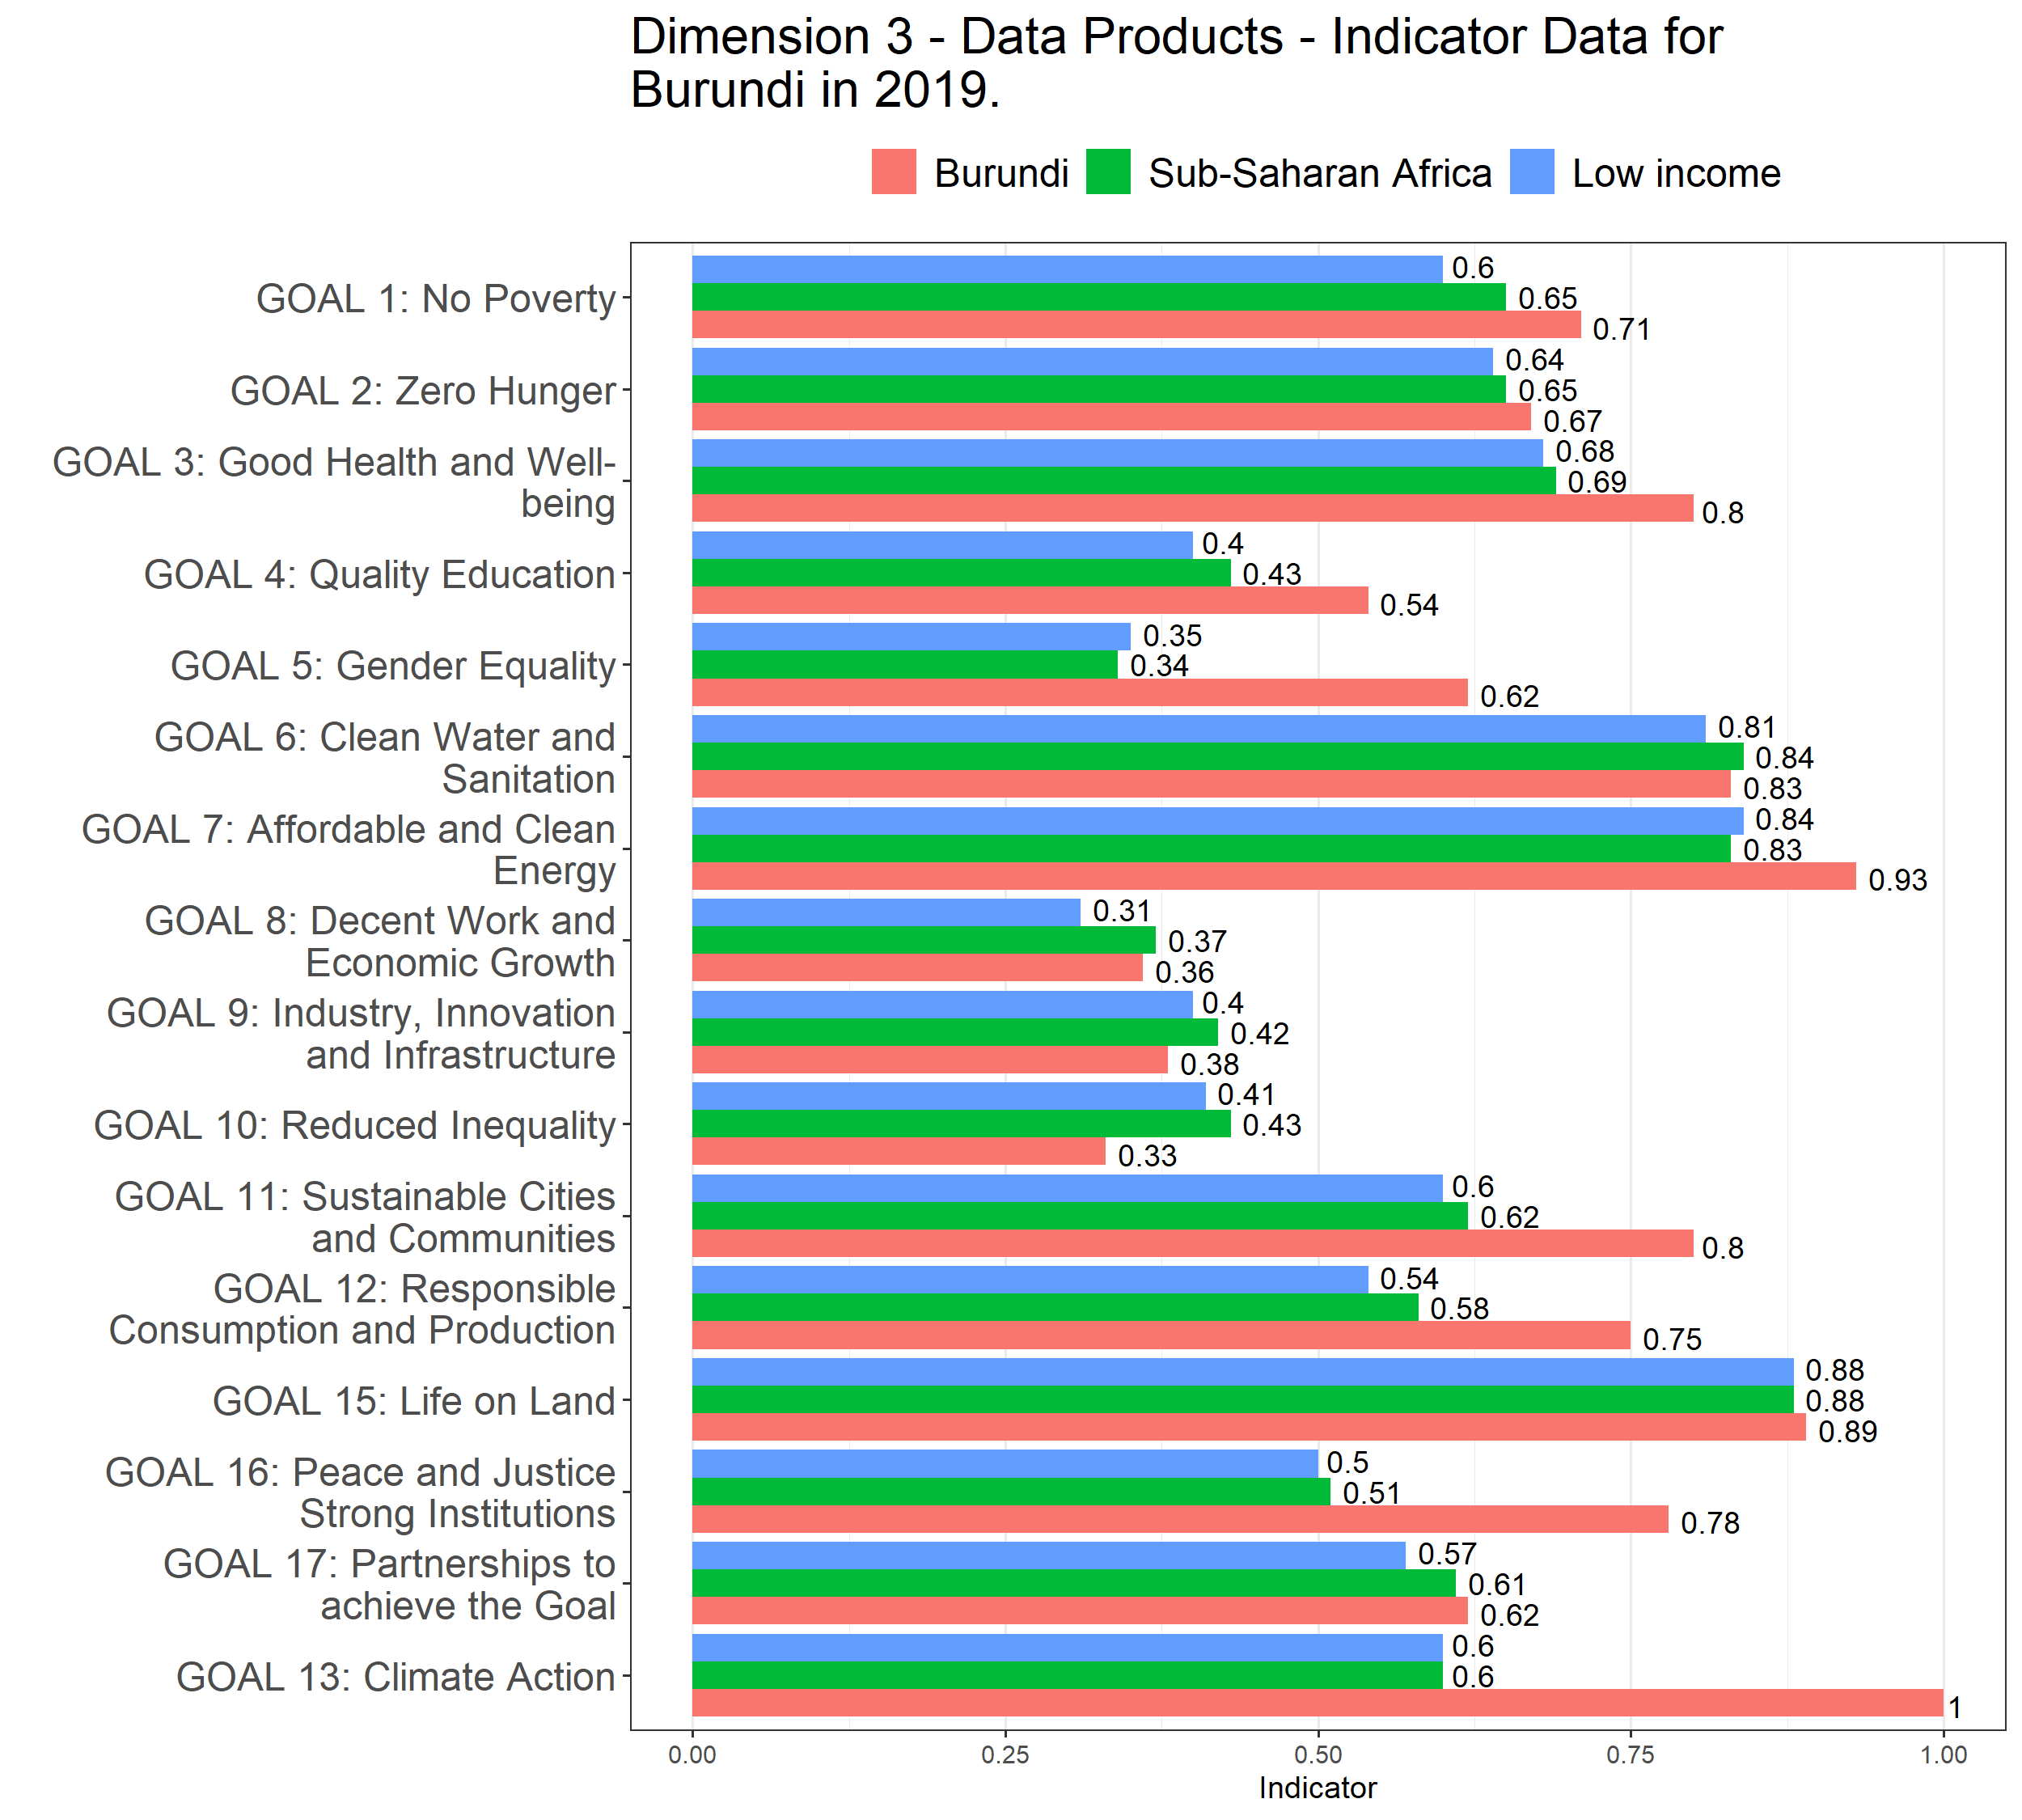 Dimension 3 - Data Products - Indicator Data for
Burundi in 2019.
Burundi Sub-Saharan Africa Low income
GOAL 1: No Poverty
0.6
0.65
0.71
GOAL 2: Zero Hunger
0.64
0.65
0.67
GOAL 3: Good Health and Well-
being
0.68
0.69
0.8
GOAL 4: Quality Education
0.4
0.43
0.54
GOAL 5: Gender Equality
0.35
0.34
0.62
GOAL 6: Clean Water and
Sanitation
0.81
0.84
0.83
GOAL 7: Affordable and Clean
Energy
0.84
0.83
0.93
GOAL 8: Decent Work and
Economic Growth
0.31
0.37
0.36
GOAL 9: Industry, Innovation
and Infrastructure
0.4
0.42
0.38
GOAL 10: Reduced Inequality
0.41
0.43
0.33
GOAL 11: Sustainable Cities
and Communities
0.6
0.62
0.8
GOAL 12: Responsible
Consumption and Production
0.54
0.58
0.75
GOAL 15: Life on Land
0.88
0.88
0.89
GOAL 16: Peace and Justice
Strong Institutions
0.5
0.51
0.78
GOAL 17: Partnerships to
achieve the Goal
0.57
0.61
0.62
GOAL 13: Climate Action
0.6
0.6
1
0.00 0.25 0.50 0.75 1.00
Indicator